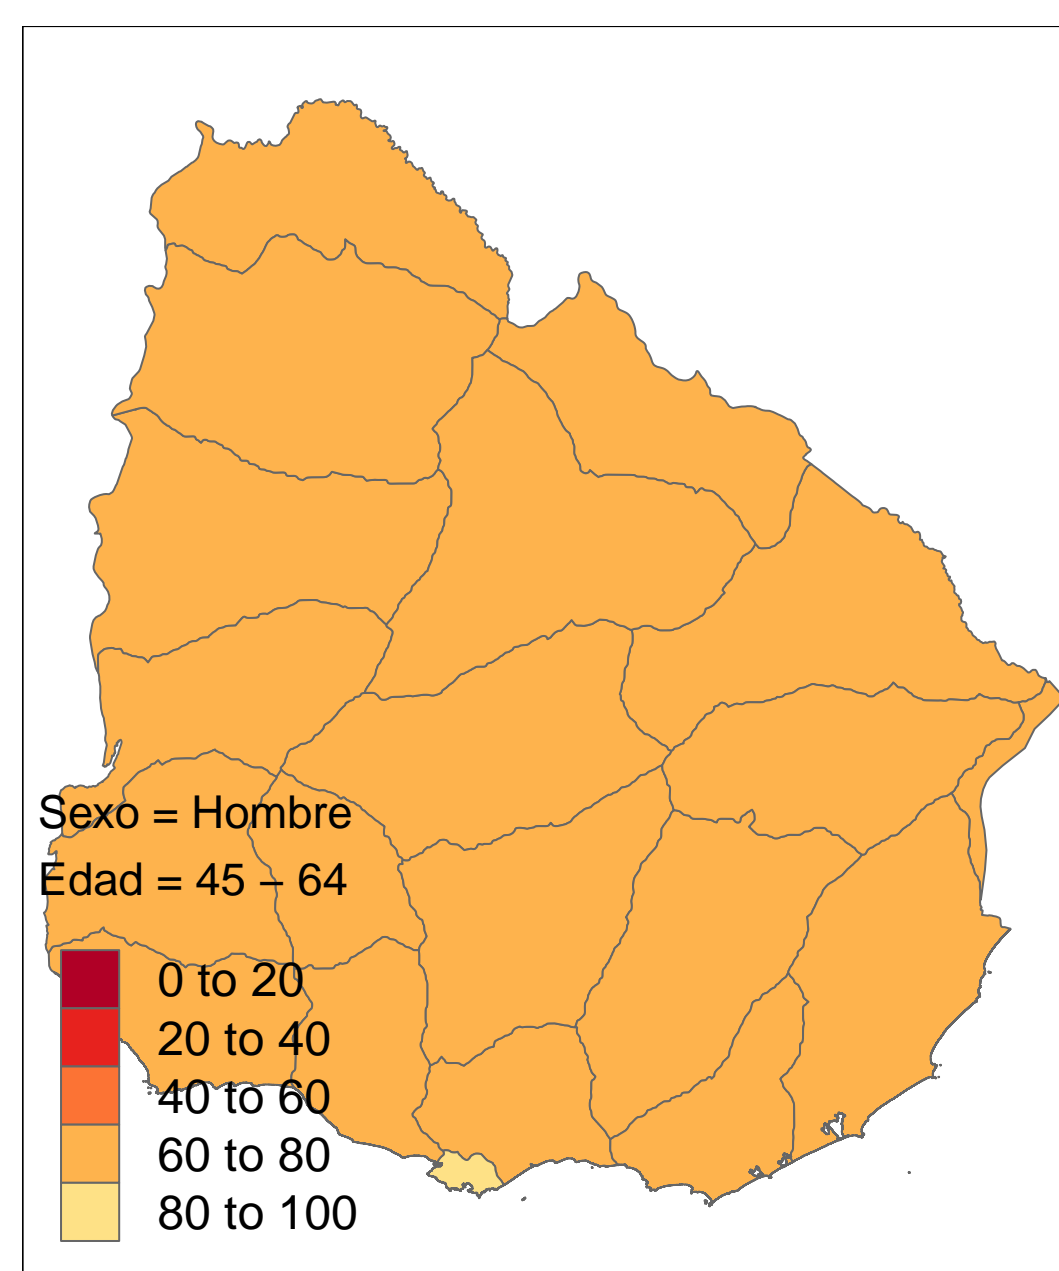 Sexo = Hombre
Edad = 45 – 64
0 to 20
20 to 40
40 to 60
60 to 80
80 to 100